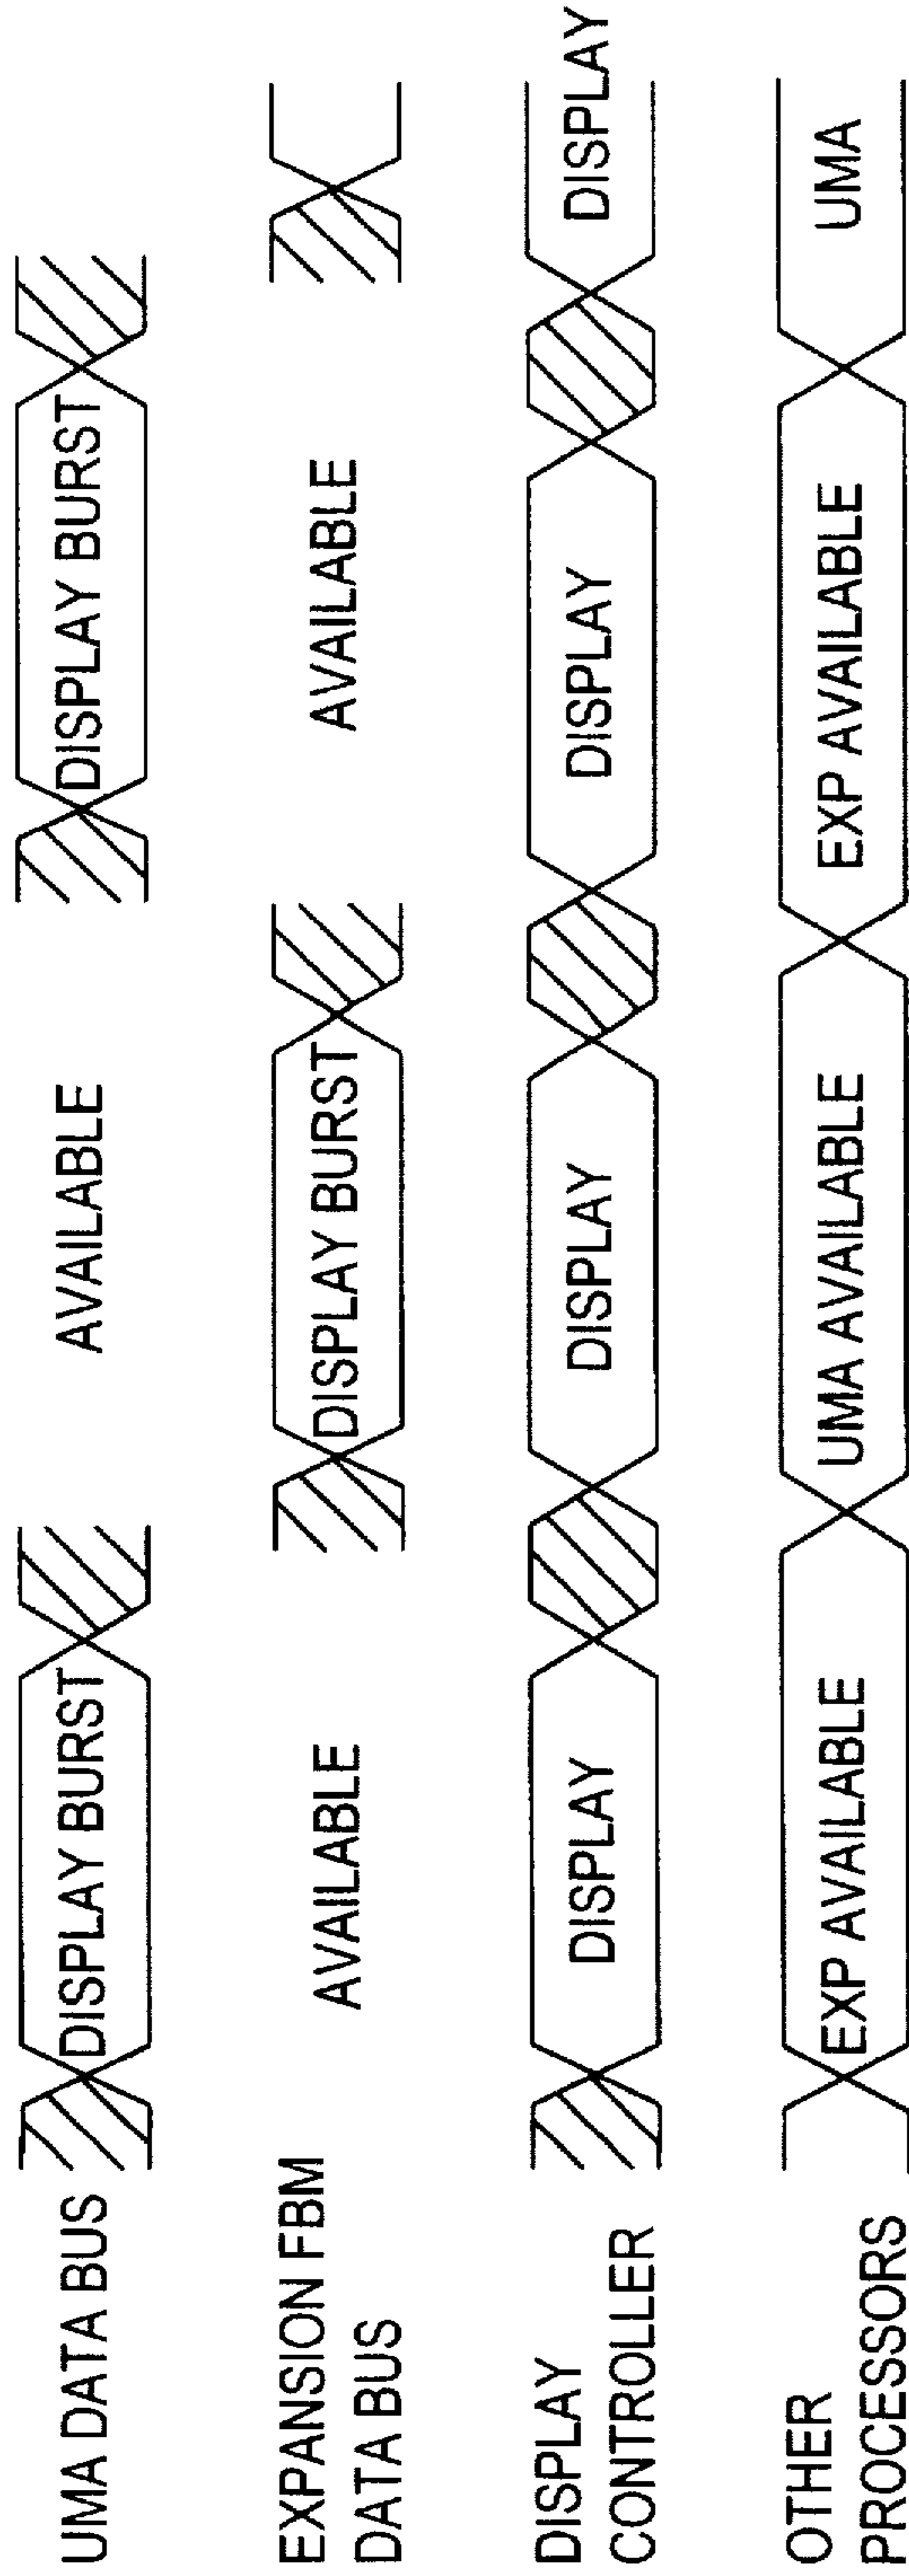 UMA DATA BUS
DISPLAY BURST
AVAILABLE
DISPLAY BURST
EXPANSION FBM
DATA BUS
AVAILABLE
DISPLAY BURST
AVAILABLE
DISPLAY
CONTROLLER
DISPLAY
DISPLAY
DISPLAY
DISPLAY
OTHER
PROCESSORS
EXP AVAILABLE
UMA AVAILABLE
EXP AVAILABLE
UMA